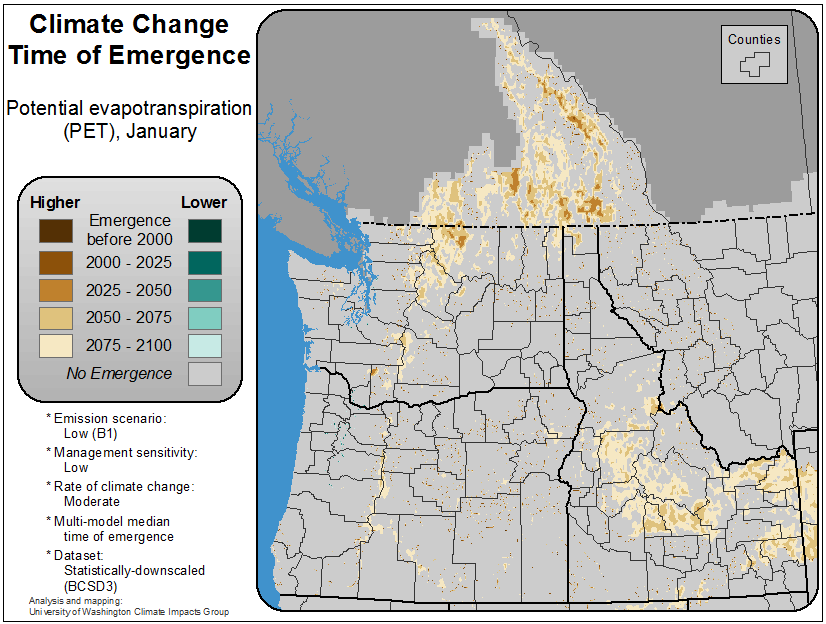 Climate Change
Time of Emergence
Potential evapotranspiration
(PET), January
Higher
Lower
Emergence
before 2000
2000 - 2025
2025 - 2050
2050 - 2075
2075 - 2100
No Emergence
* Emission scenario:
Low (B1)
* Management sensitivity:
Low
* Rate of climate change:
Moderate
* Multi-model median
time of emergence
* Dataset:
Statistically-downscaled
(BCSD3)
Analysis and mapping:
University of Washington Climate Impacts Group
Counties